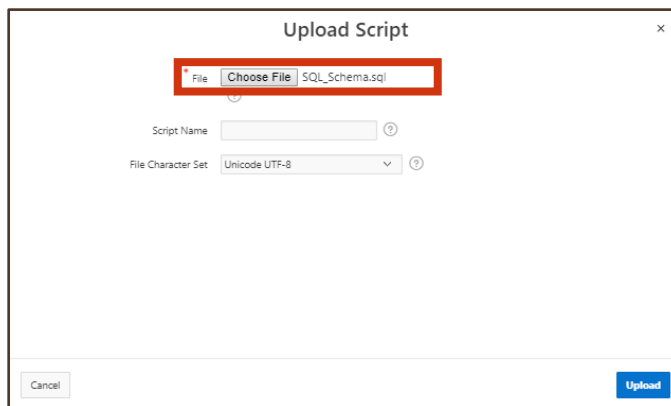 Upload Script
×
* File Choose File SQL_Schema.sql
?
Script Name ?
File Character Set Unicode UTF-8 ?
Cancel Upload